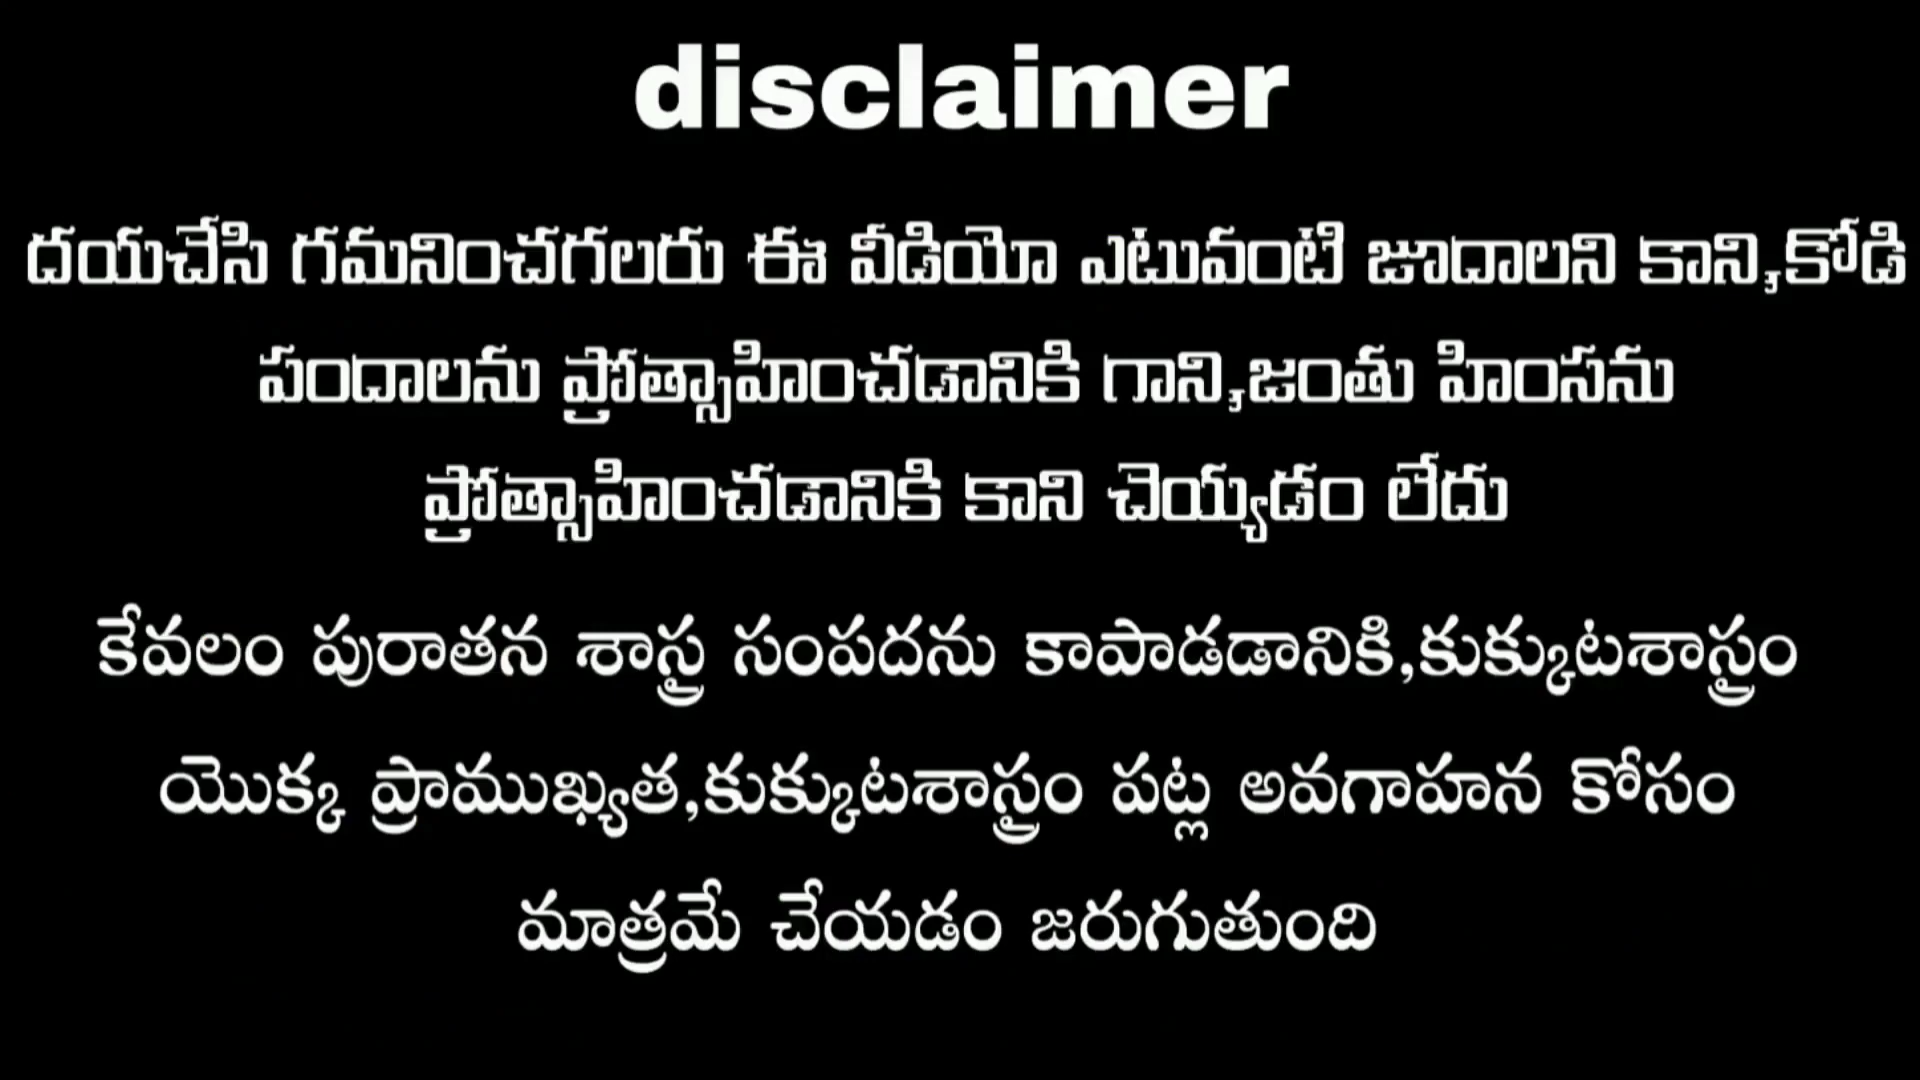 disclaimer
దయచేసి గమనించగలరు ఈ వీడియో ఎటువంటి జూదాలని కాని,కోడి
పందాలను ప్రోత్సాహించడానికి గాని,జంతు హింసను
ప్రోత్సాహించడానికి కాని చెయ్యడం లేదు
కేవలం పురాతన శాస్త్ర సంపదను కాపాడడానికి,కుక్కుటశాస్త్రం
యొక్క ప్రాముఖ్యత,కుక్కుటశాస్త్రం పట్ల అవగాహన కోసం
మాత్రమే చేయడం జరుగుతుంది